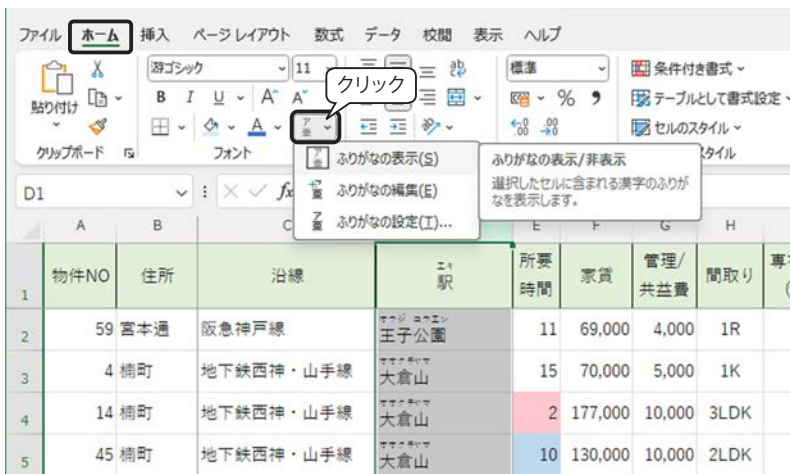 ファイル ホーム 挿入 ページ レイアウト 数式 データ 校閲 表示 ヘルプ
貼り付け
游ゴシック 11
B I U A A
ab
標準
% 9
条件付き書式
テーブルとして書式設定
セルのスタイル
クリップボード フォント スタイル
クリック
ア亜
ふりがなの表示(S)
ふりがなの編集(E)
ふりがなの設定(T)...
ふりがなの表示/非表示
選択したセルに含まれる漢字のふりが
なを表示します。
D1 fx
A B C E F G H
1 物件NO 住所 沿線 エキ 駅 所要時間 家賃 管理/共益費 間取り
2 59 宮本通 阪急神戸線 オウジ コウエン 王子公園 11 69,000 4,000 1R
3 4 楠町 地下鉄西神・山手線 オオクラヤマ 大倉山 15 70,000 5,000 1K
4 14 楠町 地下鉄西神・山手線 オオクラヤマ 大倉山 2 177,000 10,000 3LDK
5 45 楠町 地下鉄西神・山手線 オオクラヤマ 大倉山 10 130,000 10,000 2LDK